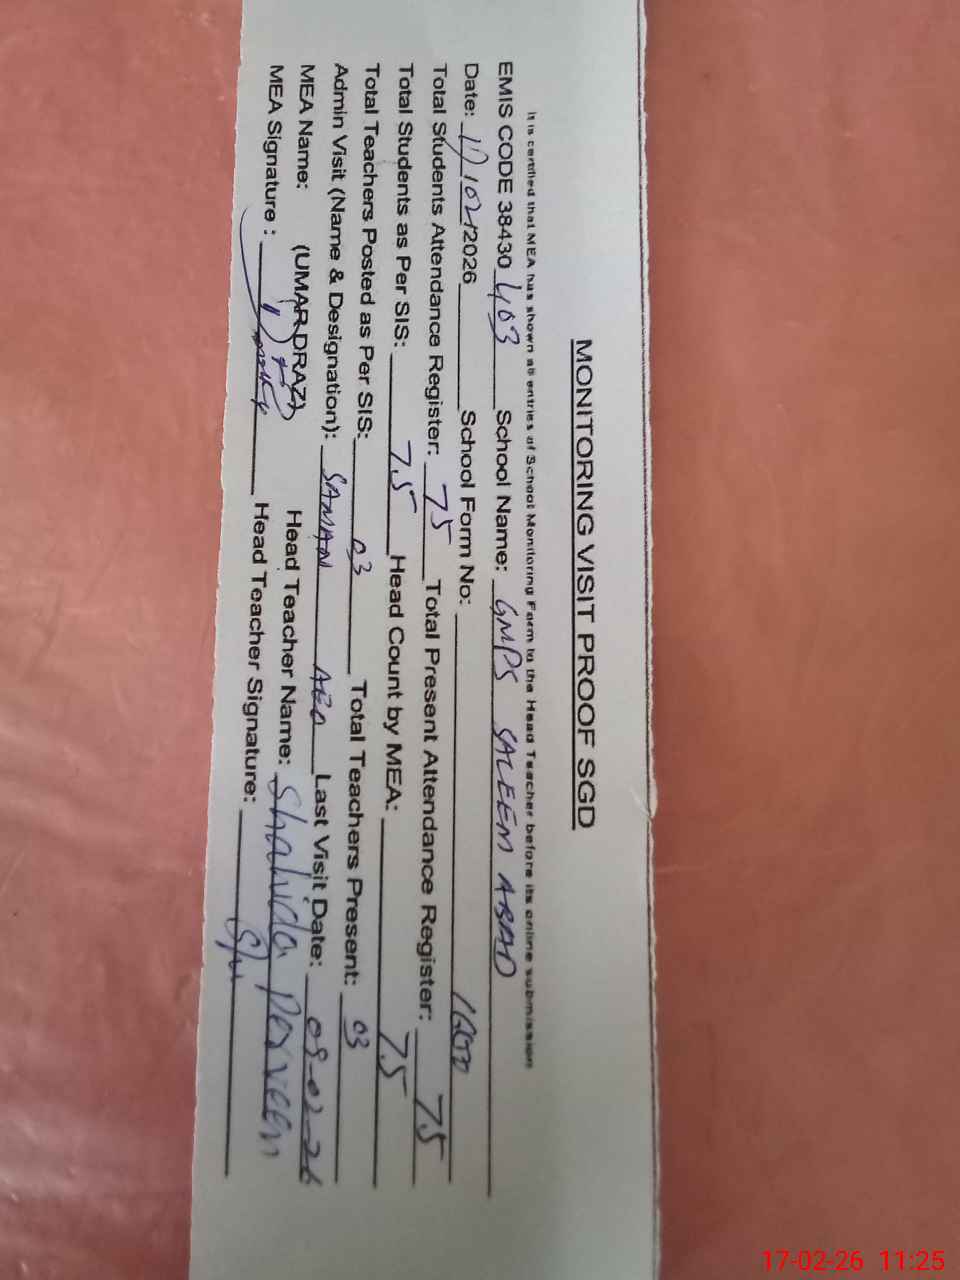 MONITORING VISIT PROOF SGD
It is certified that MEA has shown all entries of School Monitoring Form to the Head Teacher before its online submission
EMIS CODE 38430 403 School Name: GMPS SALEEM ABAD
Date: 17/02/2026 School Form No:
Total Students Attendance Register: 75 Total Present Attendance Register: 75
Total Students as Per SIS: 75 Head Count by MEA: 75
Total Teachers Posted as Per SIS: 03 Total Teachers Present: 03
Admin Visit (Name & Designation): SAMAN AEO Last Visit Date: 09-02-26
MEA Name: (UMAR DRAZ) Head Teacher Name: Shahida Parveen
MEA Signature: Head Teacher Signature:
17-02-26 11:25